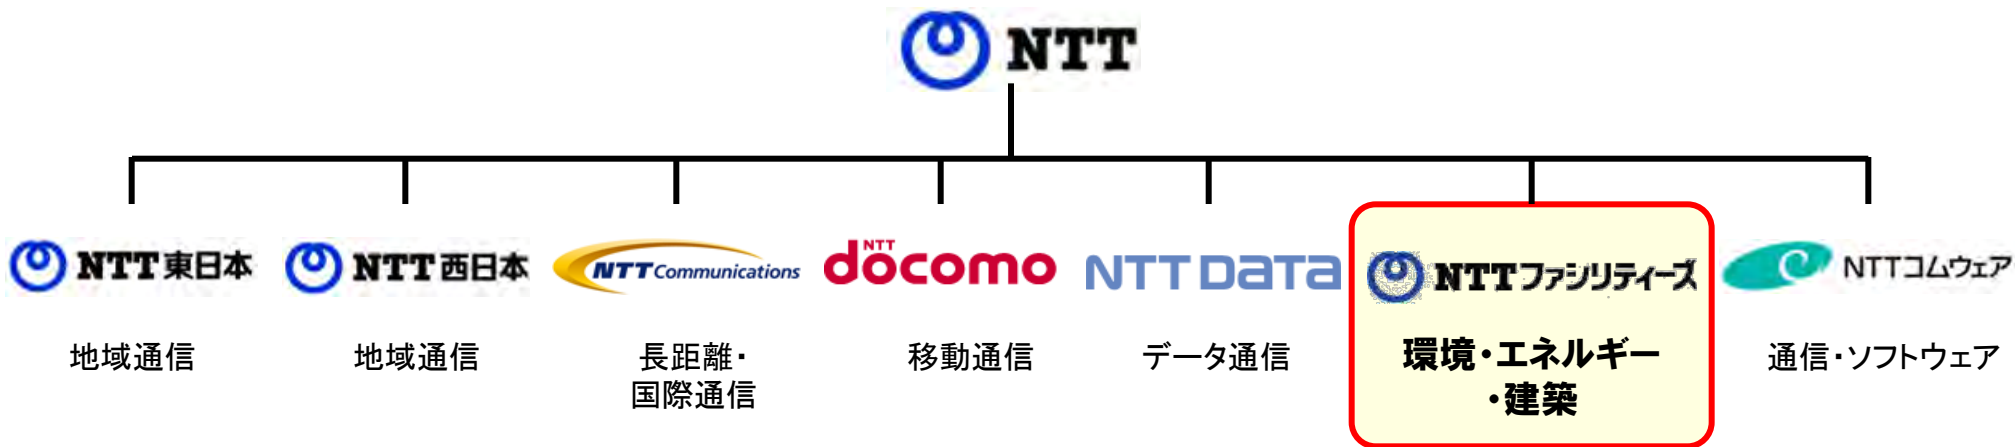 NTT
NTT東日本
NTT西日本
NTT Communications
NTT
docomo
NTT DATA
NTTファシリティーズ
NTTコムウェア
地域通信
地域通信
長距離・
国際通信
移動通信
データ通信
環境・エネルギー
・建築
通信・ソフトウェア